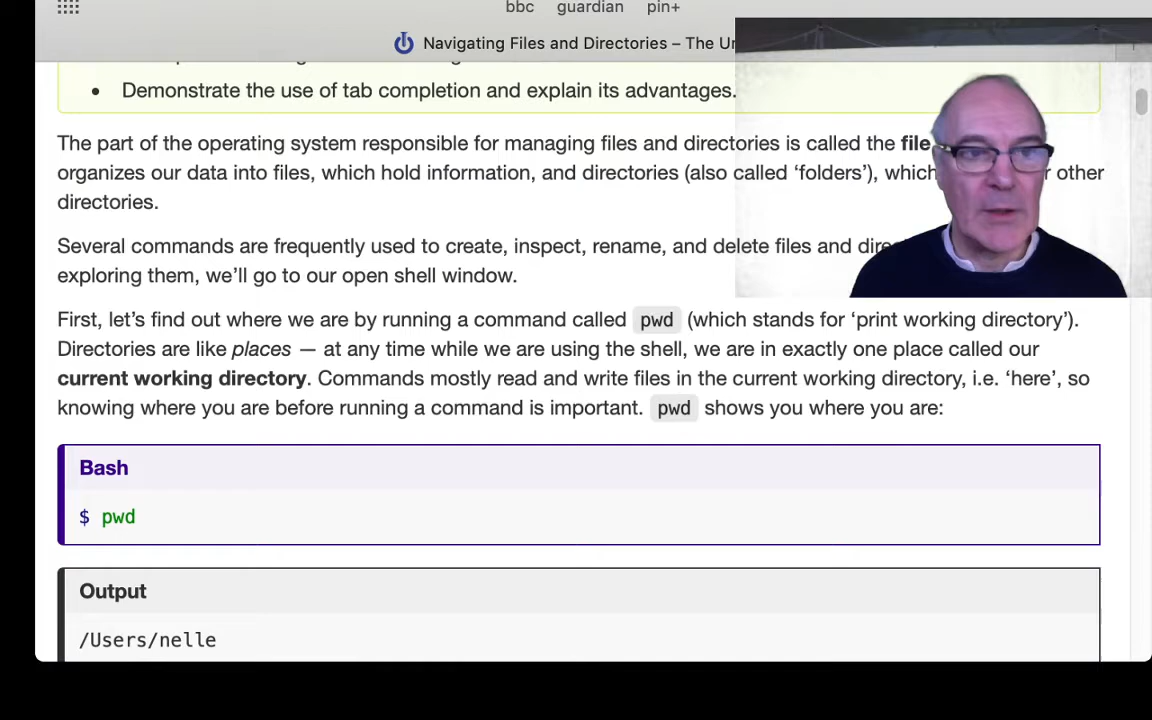 bbc guardian pin+
Navigating Files and Directories – The Un
• Demonstrate the use of tab completion and explain its advantages.
The part of the operating system responsible for managing files and directories is called the file
organizes our data into files, which hold information, and directories (also called ‘folders’), which r other
directories.
Several commands are frequently used to create, inspect, rename, and delete files and direc
exploring them, we’ll go to our open shell window.
First, let’s find out where we are by running a command called pwd (which stands for ‘print working directory’).
Directories are like places — at any time while we are using the shell, we are in exactly one place called our
current working directory. Commands mostly read and write files in the current working directory, i.e. ‘here’, so
knowing where you are before running a command is important. pwd shows you where you are:
Bash
$ pwd
Output
/Users/nelle